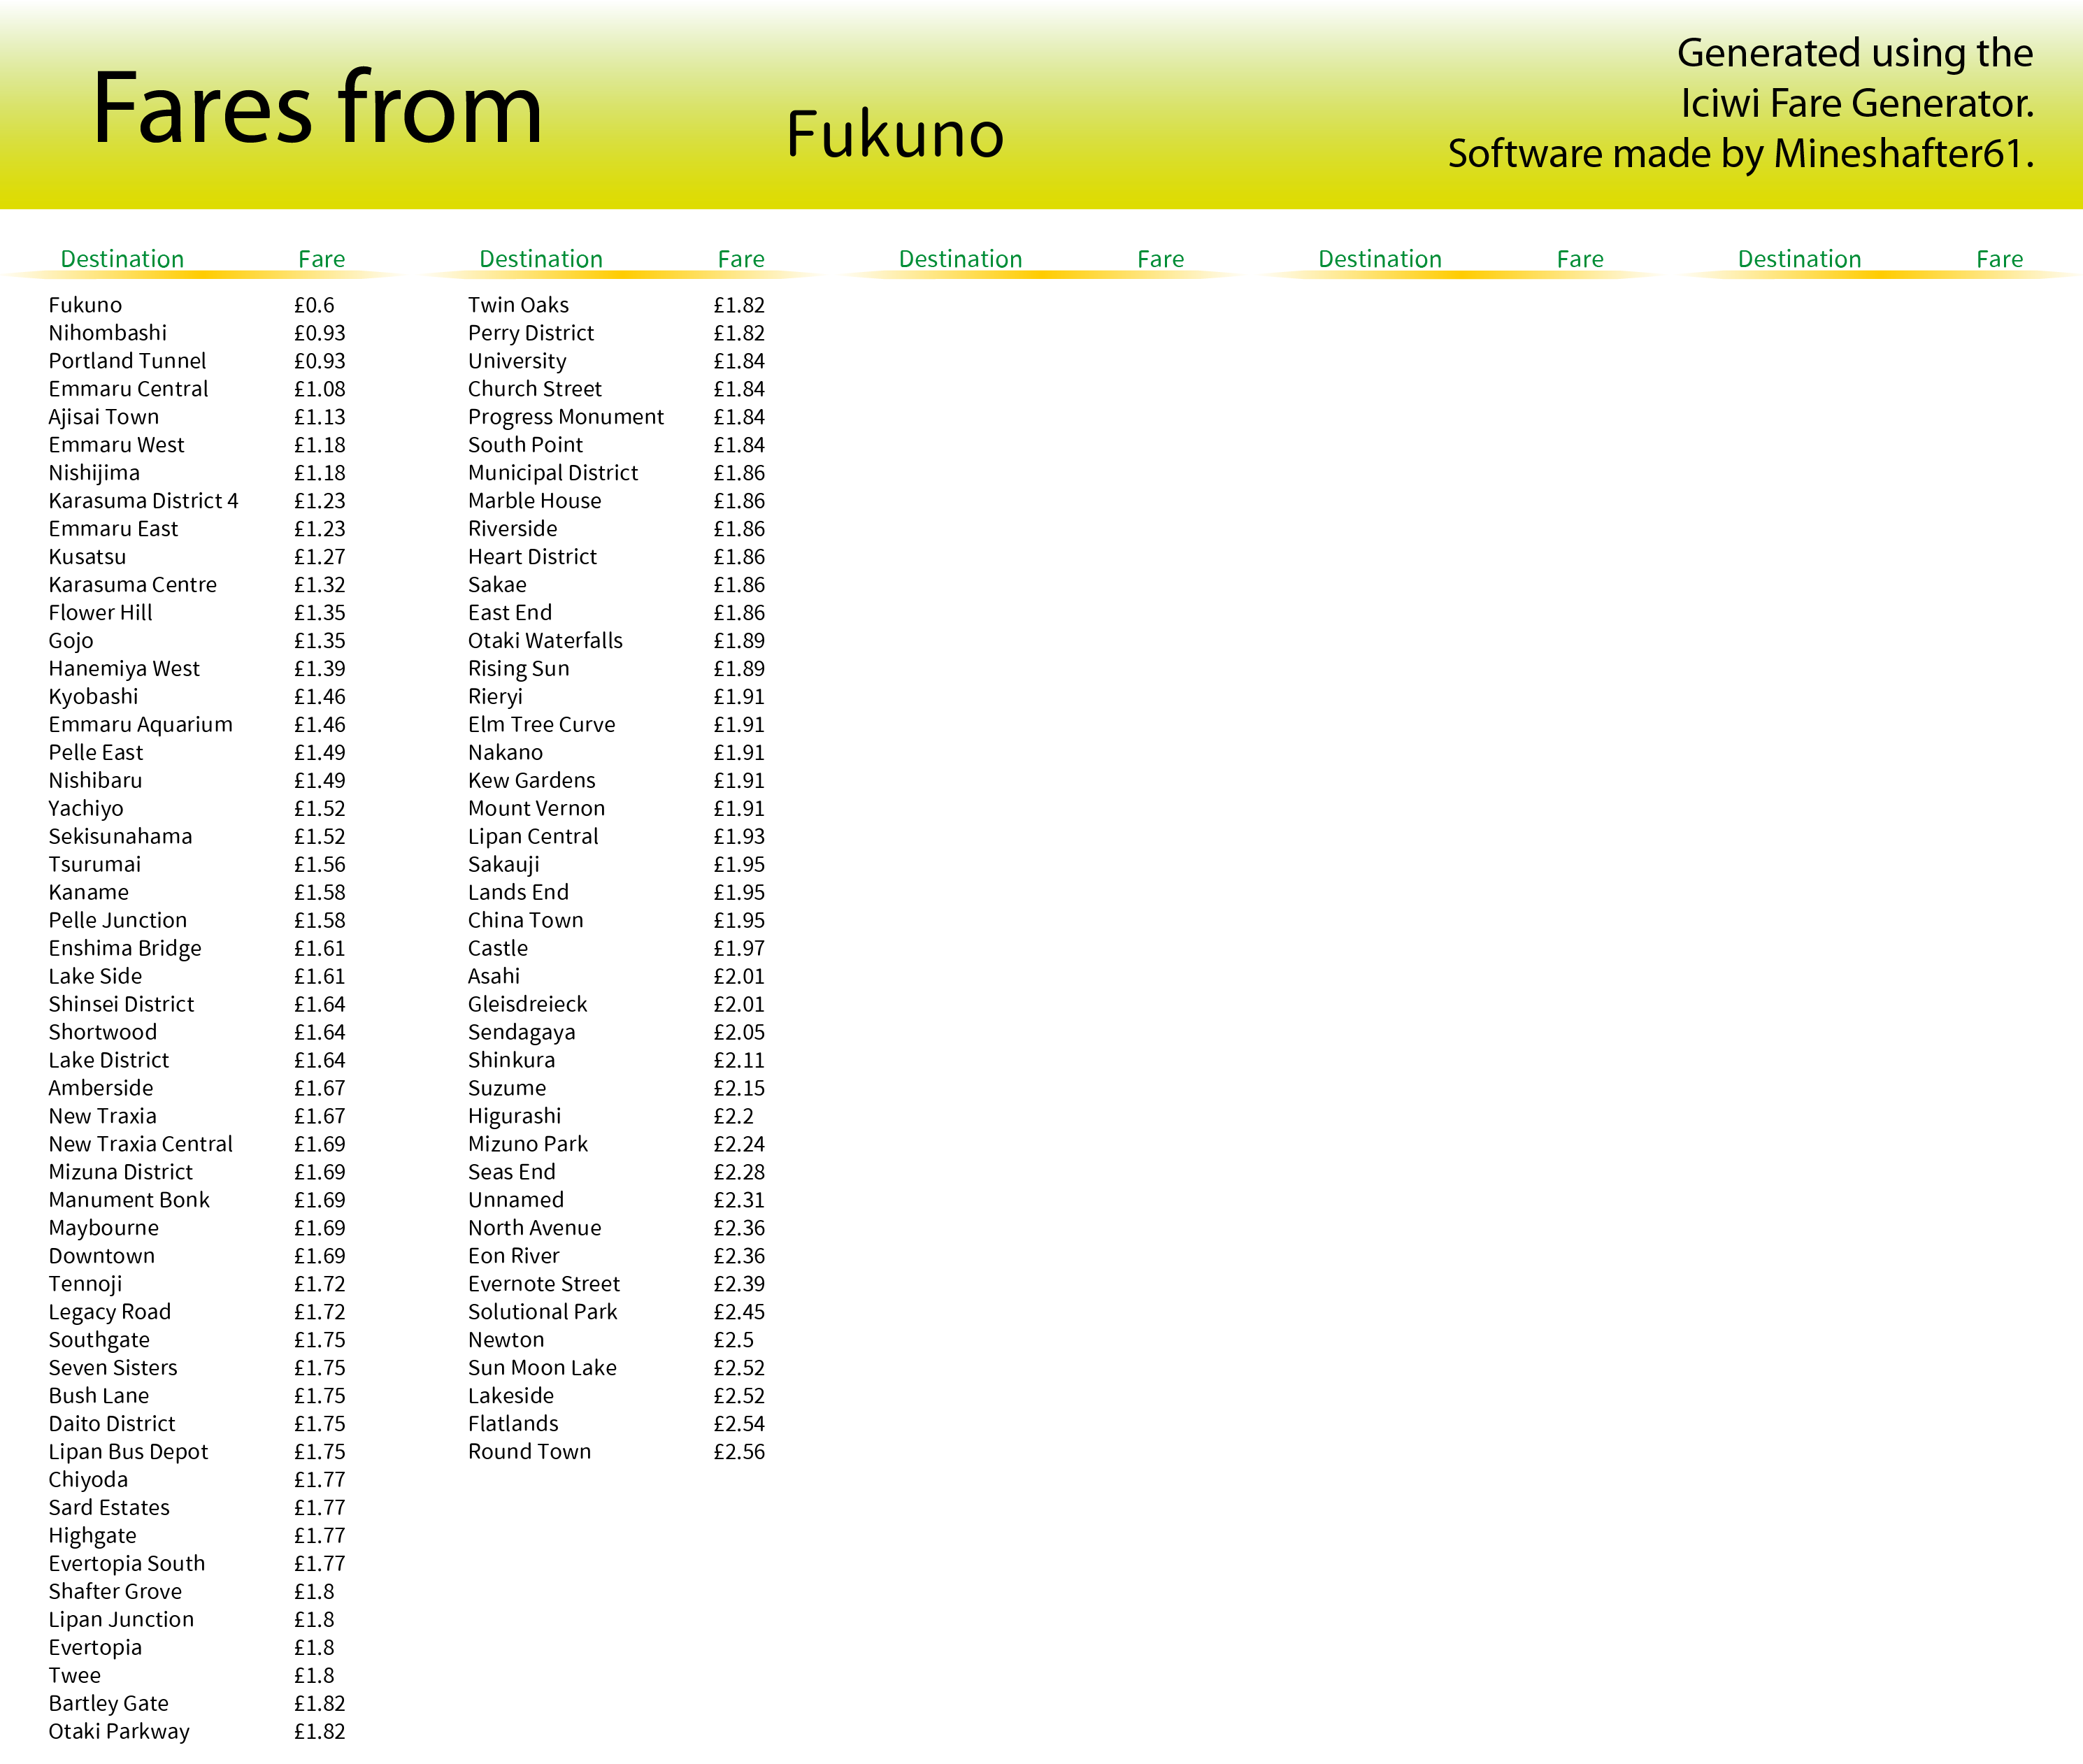 Fares from
Fukuno
Generated using the
Iciwi Fare Generator.
Software made by Mineshafter61.
Destination Fare
Fukuno £0.6
Nihombashi £0.93
Portland Tunnel £0.93
Emmaru Central £1.08
Ajisai Town £1.13
Emmaru West £1.18
Nishijima £1.18
Karasuma District 4 £1.23
Emmaru East £1.23
Kusatsu £1.27
Karasuma Centre £1.32
Flower Hill £1.35
Gojo £1.35
Hanemiya West £1.39
Kyobashi £1.46
Emmaru Aquarium £1.46
Pelle East £1.49
Nishibaru £1.49
Yachiyo £1.52
Sekisunahama £1.52
Tsurumai £1.56
Kaname £1.58
Pelle Junction £1.58
Enshima Bridge £1.61
Lake Side £1.61
Shinsei District £1.64
Shortwood £1.64
Lake District £1.64
Amberside £1.67
New Traxia £1.67
New Traxia Central £1.69
Mizuna District £1.69
Manument Bonk £1.69
Maybourne £1.69
Downtown £1.69
Tennoji £1.72
Legacy Road £1.72
Southgate £1.75
Seven Sisters £1.75
Bush Lane £1.75
Daito District £1.75
Lipan Bus Depot £1.75
Chiyoda £1.77
Sard Estates £1.77
Highgate £1.77
Evertopia South £1.77
Shafter Grove £1.8
Lipan Junction £1.8
Evertopia £1.8
Twee £1.8
Bartley Gate £1.82
Otaki Parkway £1.82
Destination Fare
Twin Oaks £1.82
Perry District £1.82
University £1.84
Church Street £1.84
Progress Monument £1.84
South Point £1.84
Municipal District £1.86
Marble House £1.86
Riverside £1.86
Heart District £1.86
Sakae £1.86
East End £1.86
Otaki Waterfalls £1.89
Rising Sun £1.89
Rieryi £1.91
Elm Tree Curve £1.91
Nakano £1.91
Kew Gardens £1.91
Mount Vernon £1.91
Lipan Central £1.93
Sakauji £1.95
Lands End £1.95
China Town £1.95
Castle £1.97
Asahi £2.01
Gleisdreieck £2.01
Sendagaya £2.05
Shinkura £2.11
Suzume £2.15
Higurashi £2.2
Mizuno Park £2.24
Seas End £2.28
Unnamed £2.31
North Avenue £2.36
Eon River £2.36
Evernote Street £2.39
Solutional Park £2.45
Newton £2.5
Sun Moon Lake £2.52
Lakeside £2.52
Flatlands £2.54
Round Town £2.56
Destination Fare
Destination Fare
Destination Fare